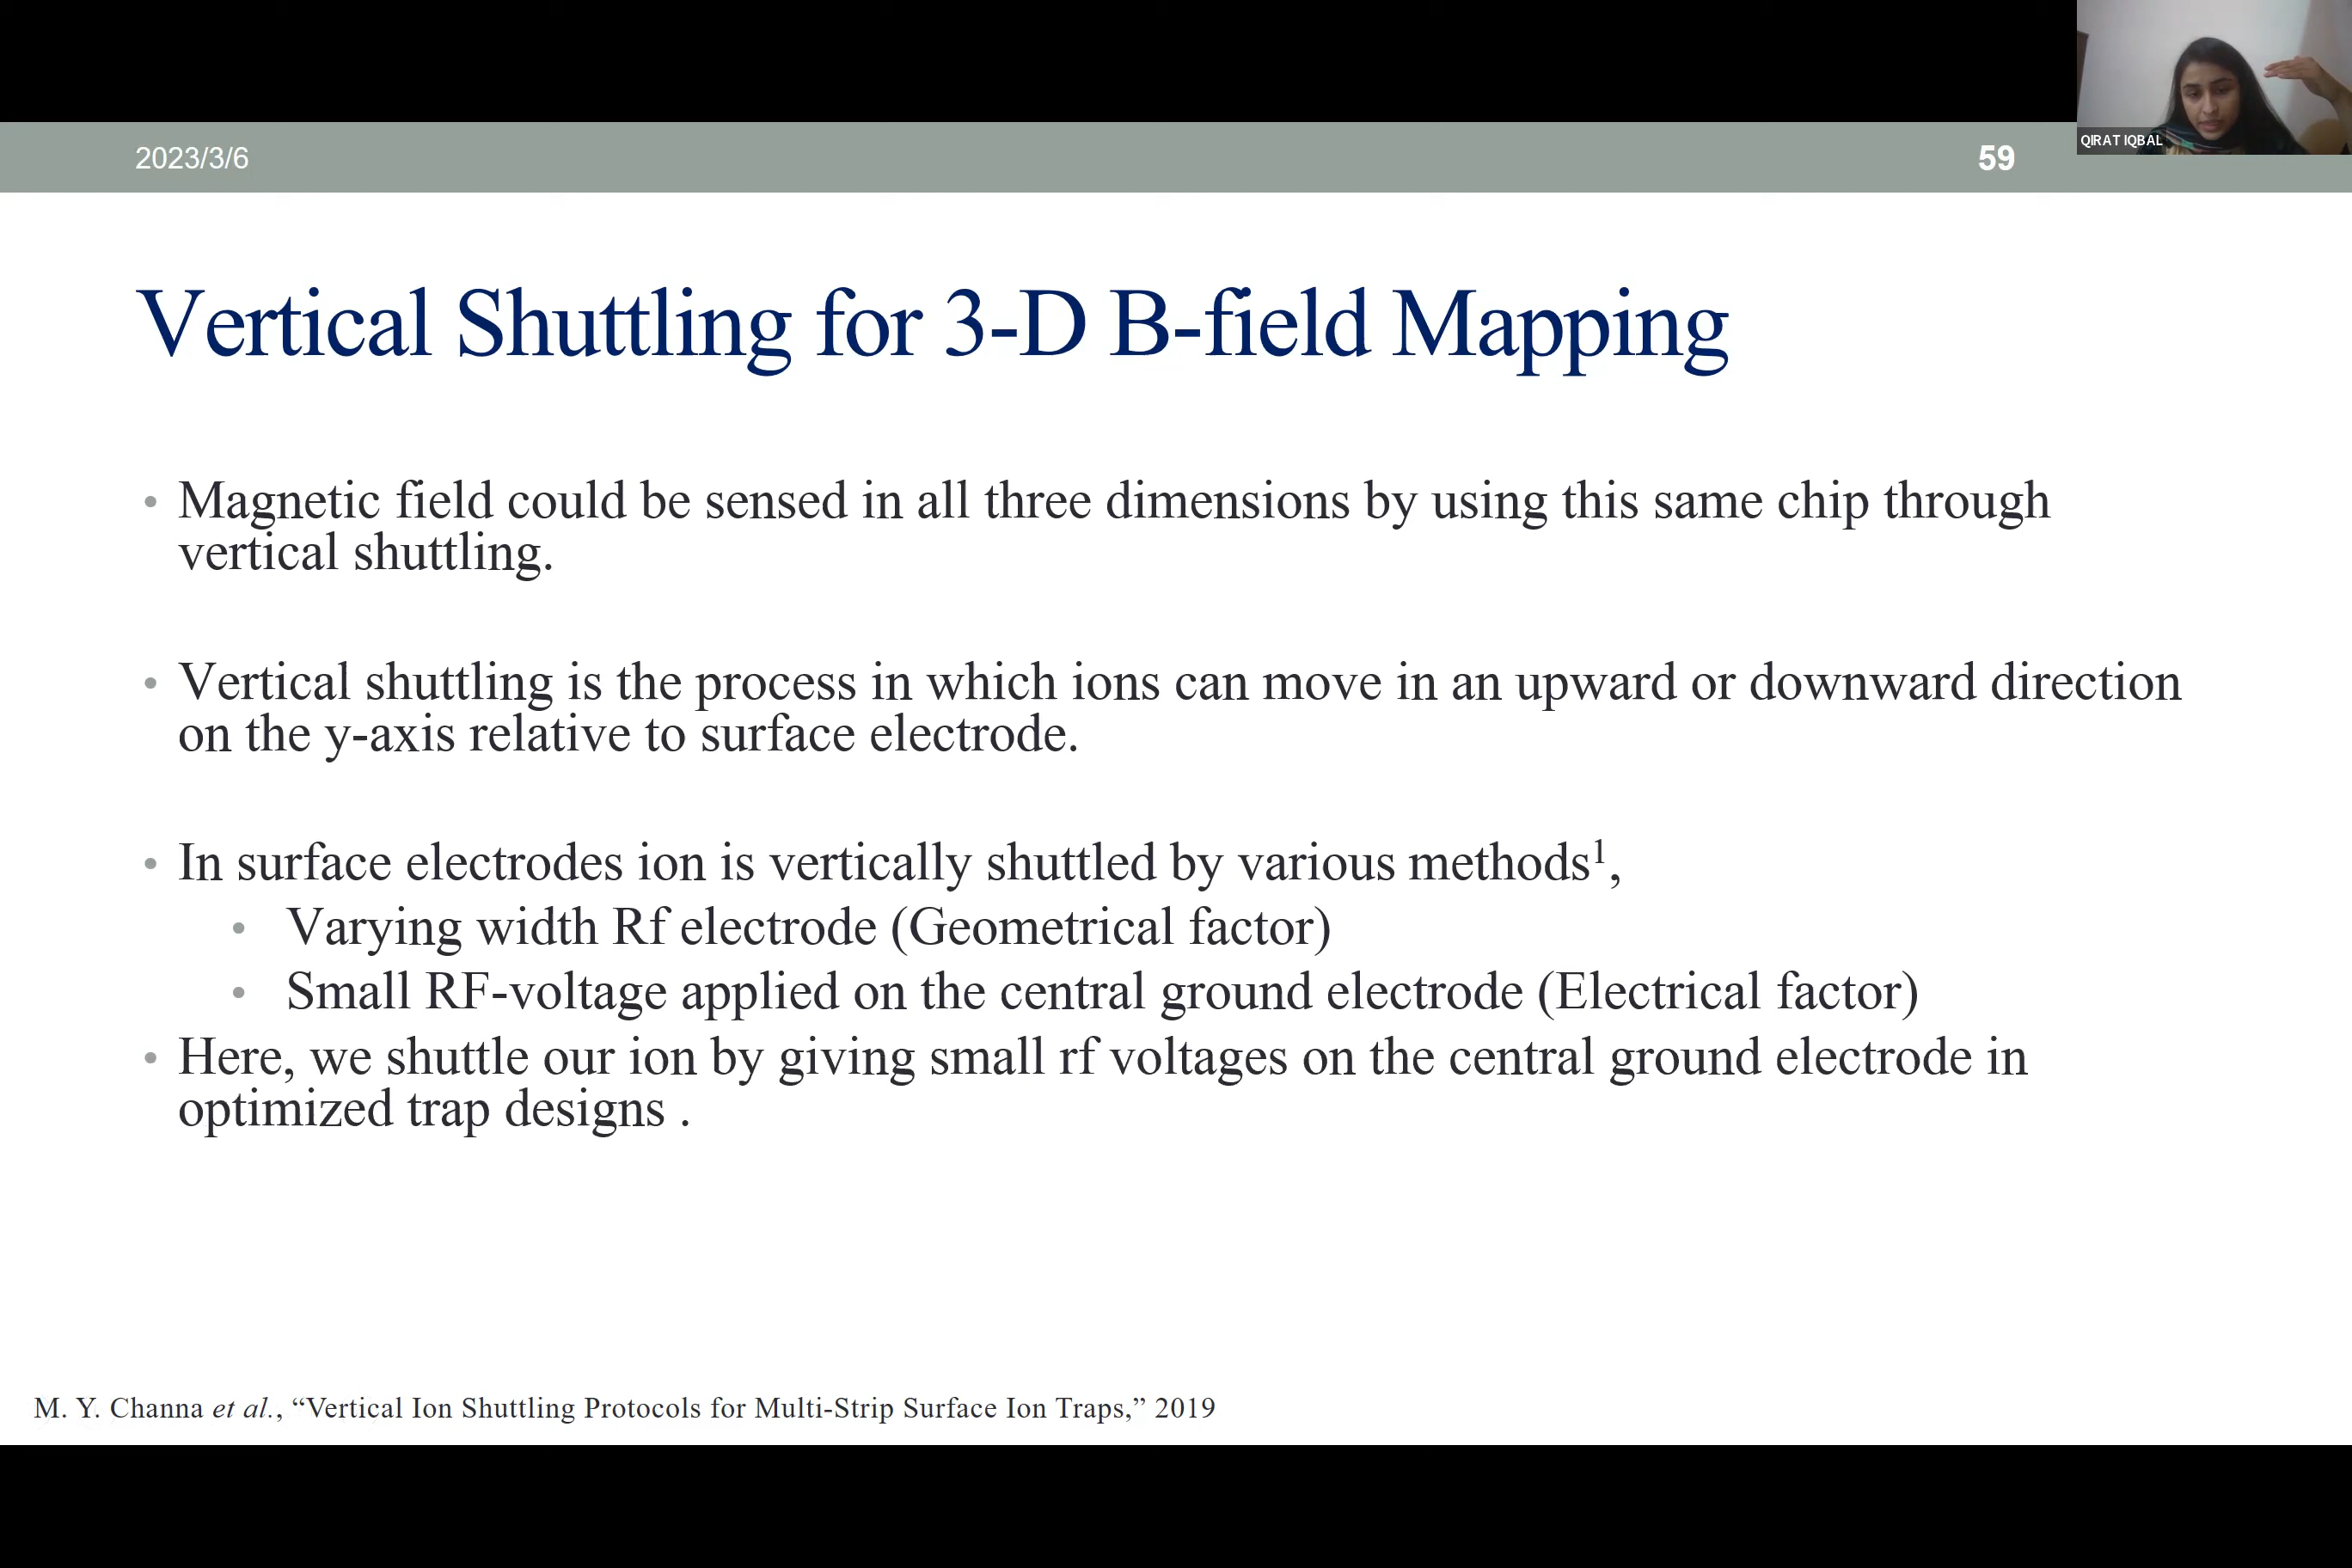 QIRAT IQBAL
2023/3/6
59
Vertical Shuttling for 3-D B-field Mapping
• Magnetic field could be sensed in all three dimensions by using this same chip through
vertical shuttling.
• Vertical shuttling is the process in which ions can move in an upward or downward direction
on the y-axis relative to surface electrode.
• In surface electrodes ion is vertically shuttled by various methods¹,
• Varying width Rf electrode (Geometrical factor)
• Small RF-voltage applied on the central ground electrode (Electrical factor)
• Here, we shuttle our ion by giving small rf voltages on the central ground electrode in
optimized trap designs .
M. Y. Channa et al., “Vertical Ion Shuttling Protocols for Multi-Strip Surface Ion Traps,” 2019